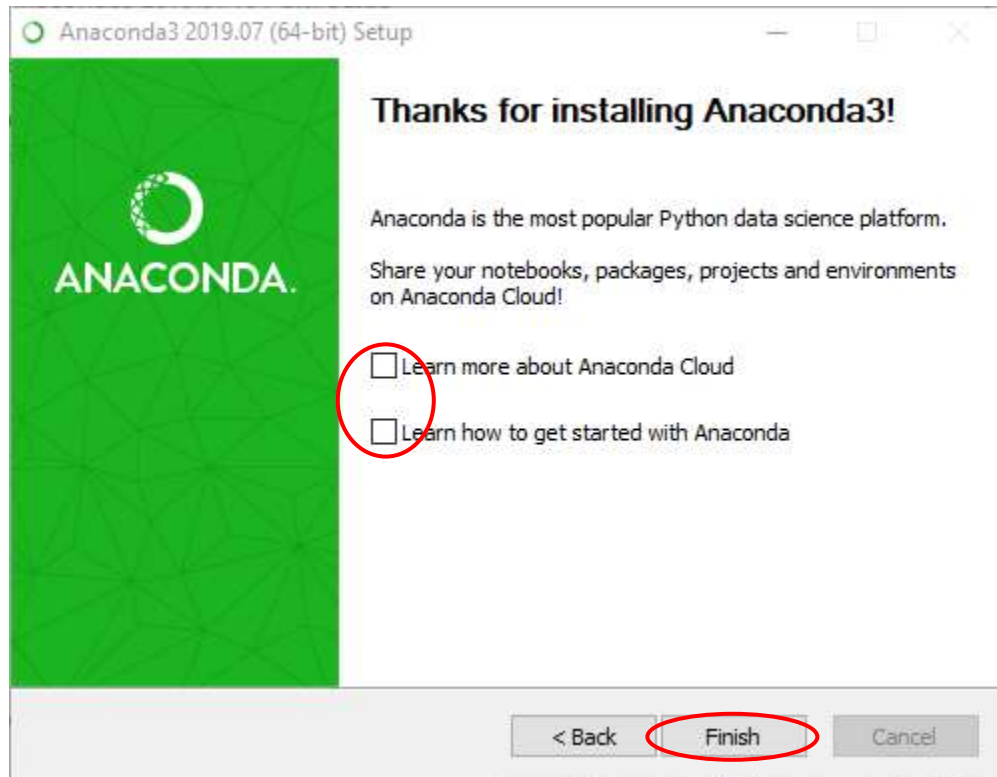 Anaconda3 2019.07 (64-bit) Setup
Thanks for installing Anaconda3!
ANACONDA.
Anaconda is the most popular Python data science platform.
Share your notebooks, packages, projects and environments
on Anaconda Cloud!
Learn more about Anaconda Cloud
Learn how to get started with Anaconda
< Back
Finish
Cancel